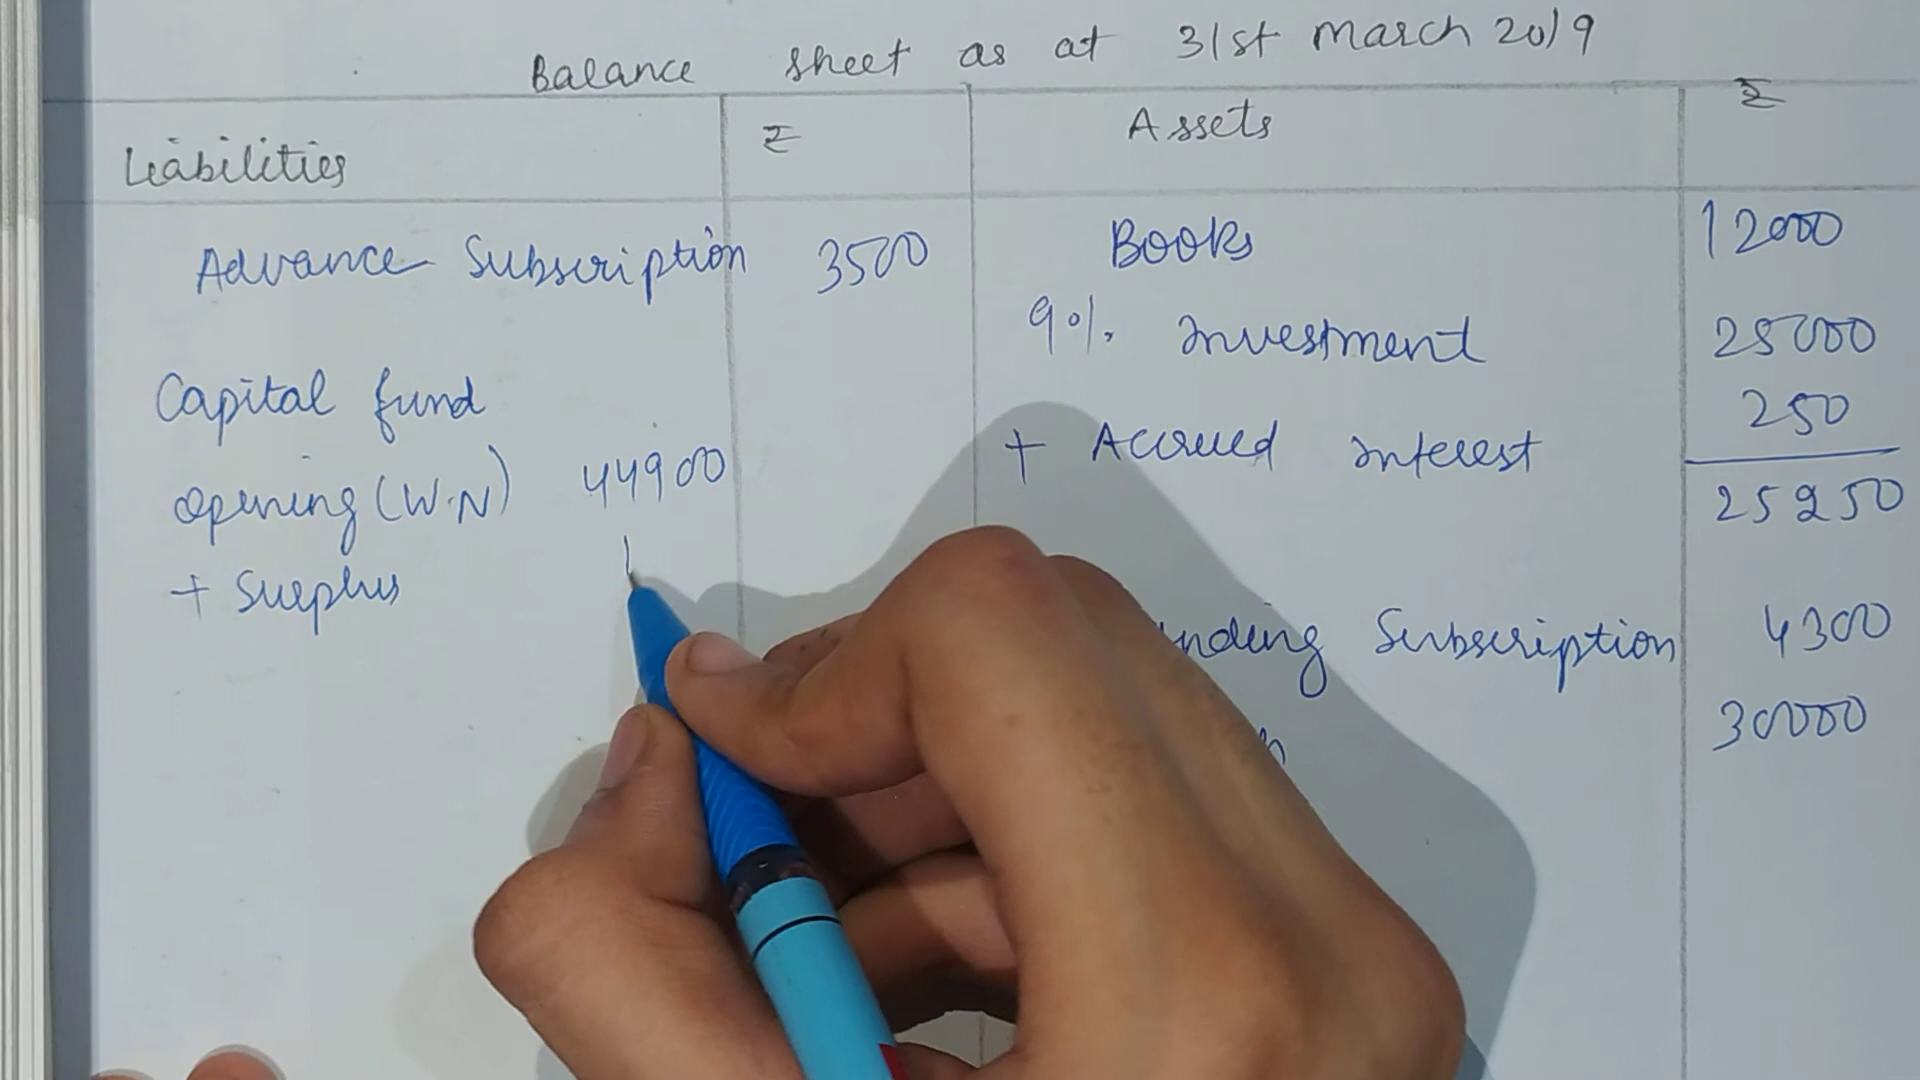 Balance sheet as at 31st March 2019
Liabilities ₹ Assets ₹
Advance Subscription 3500
Capital fund
opening (W.N) 44900
+ Surplus
Books 12000
9% Investment 25000
+ Accrued interest 250
25250
nding Subscription 4300
30000